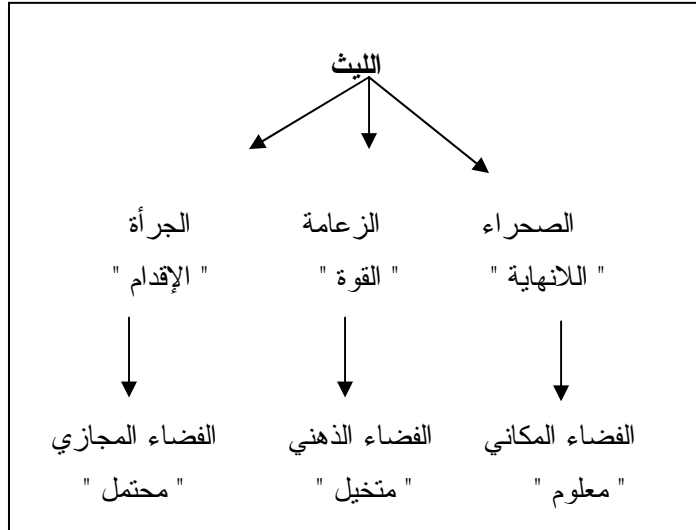 الليث
الصحراء الزعامة الجرأة
" اللانهاية " " القوة " " الإقدام "
الفضاء المكاني الفضاء الذهني الفضاء المجازي
" معلوم " " متخيل " " محتمل "